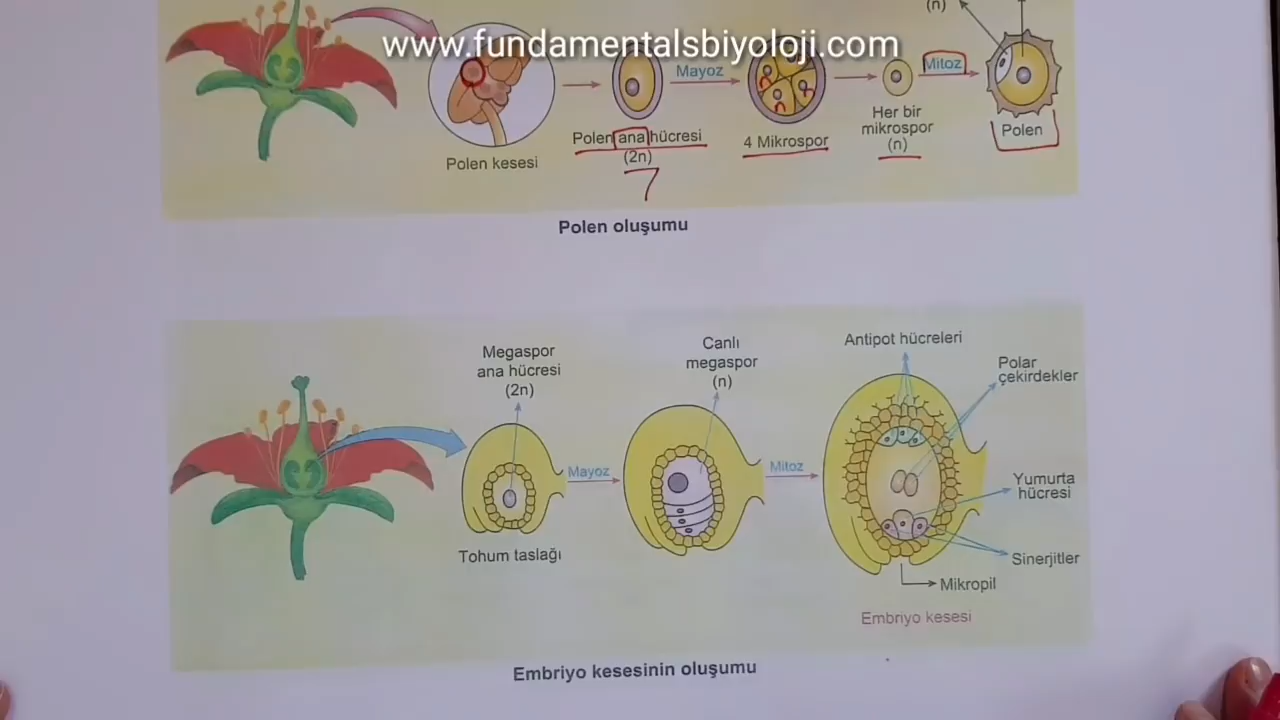 (n)
www.fundamentalsbiyoloji.com
Mayoz
Mitoz
Polen kesesi
Polen ana hücresi
(2n)
7
4 Mikrospor
Her bir
mikrospor
(n)
Polen
Polen oluşumu
Megaspor
ana hücresi
(2n)
Canlı
megaspor
(n)
Antipot hücreleri
Polar
çekirdekler
Mayoz
Mitoz
Yumurta
hücresi
Tohum taslağı
Sinerjitler
Mikropil
Embriyo kesesi
Embriyo kesesinin oluşumu